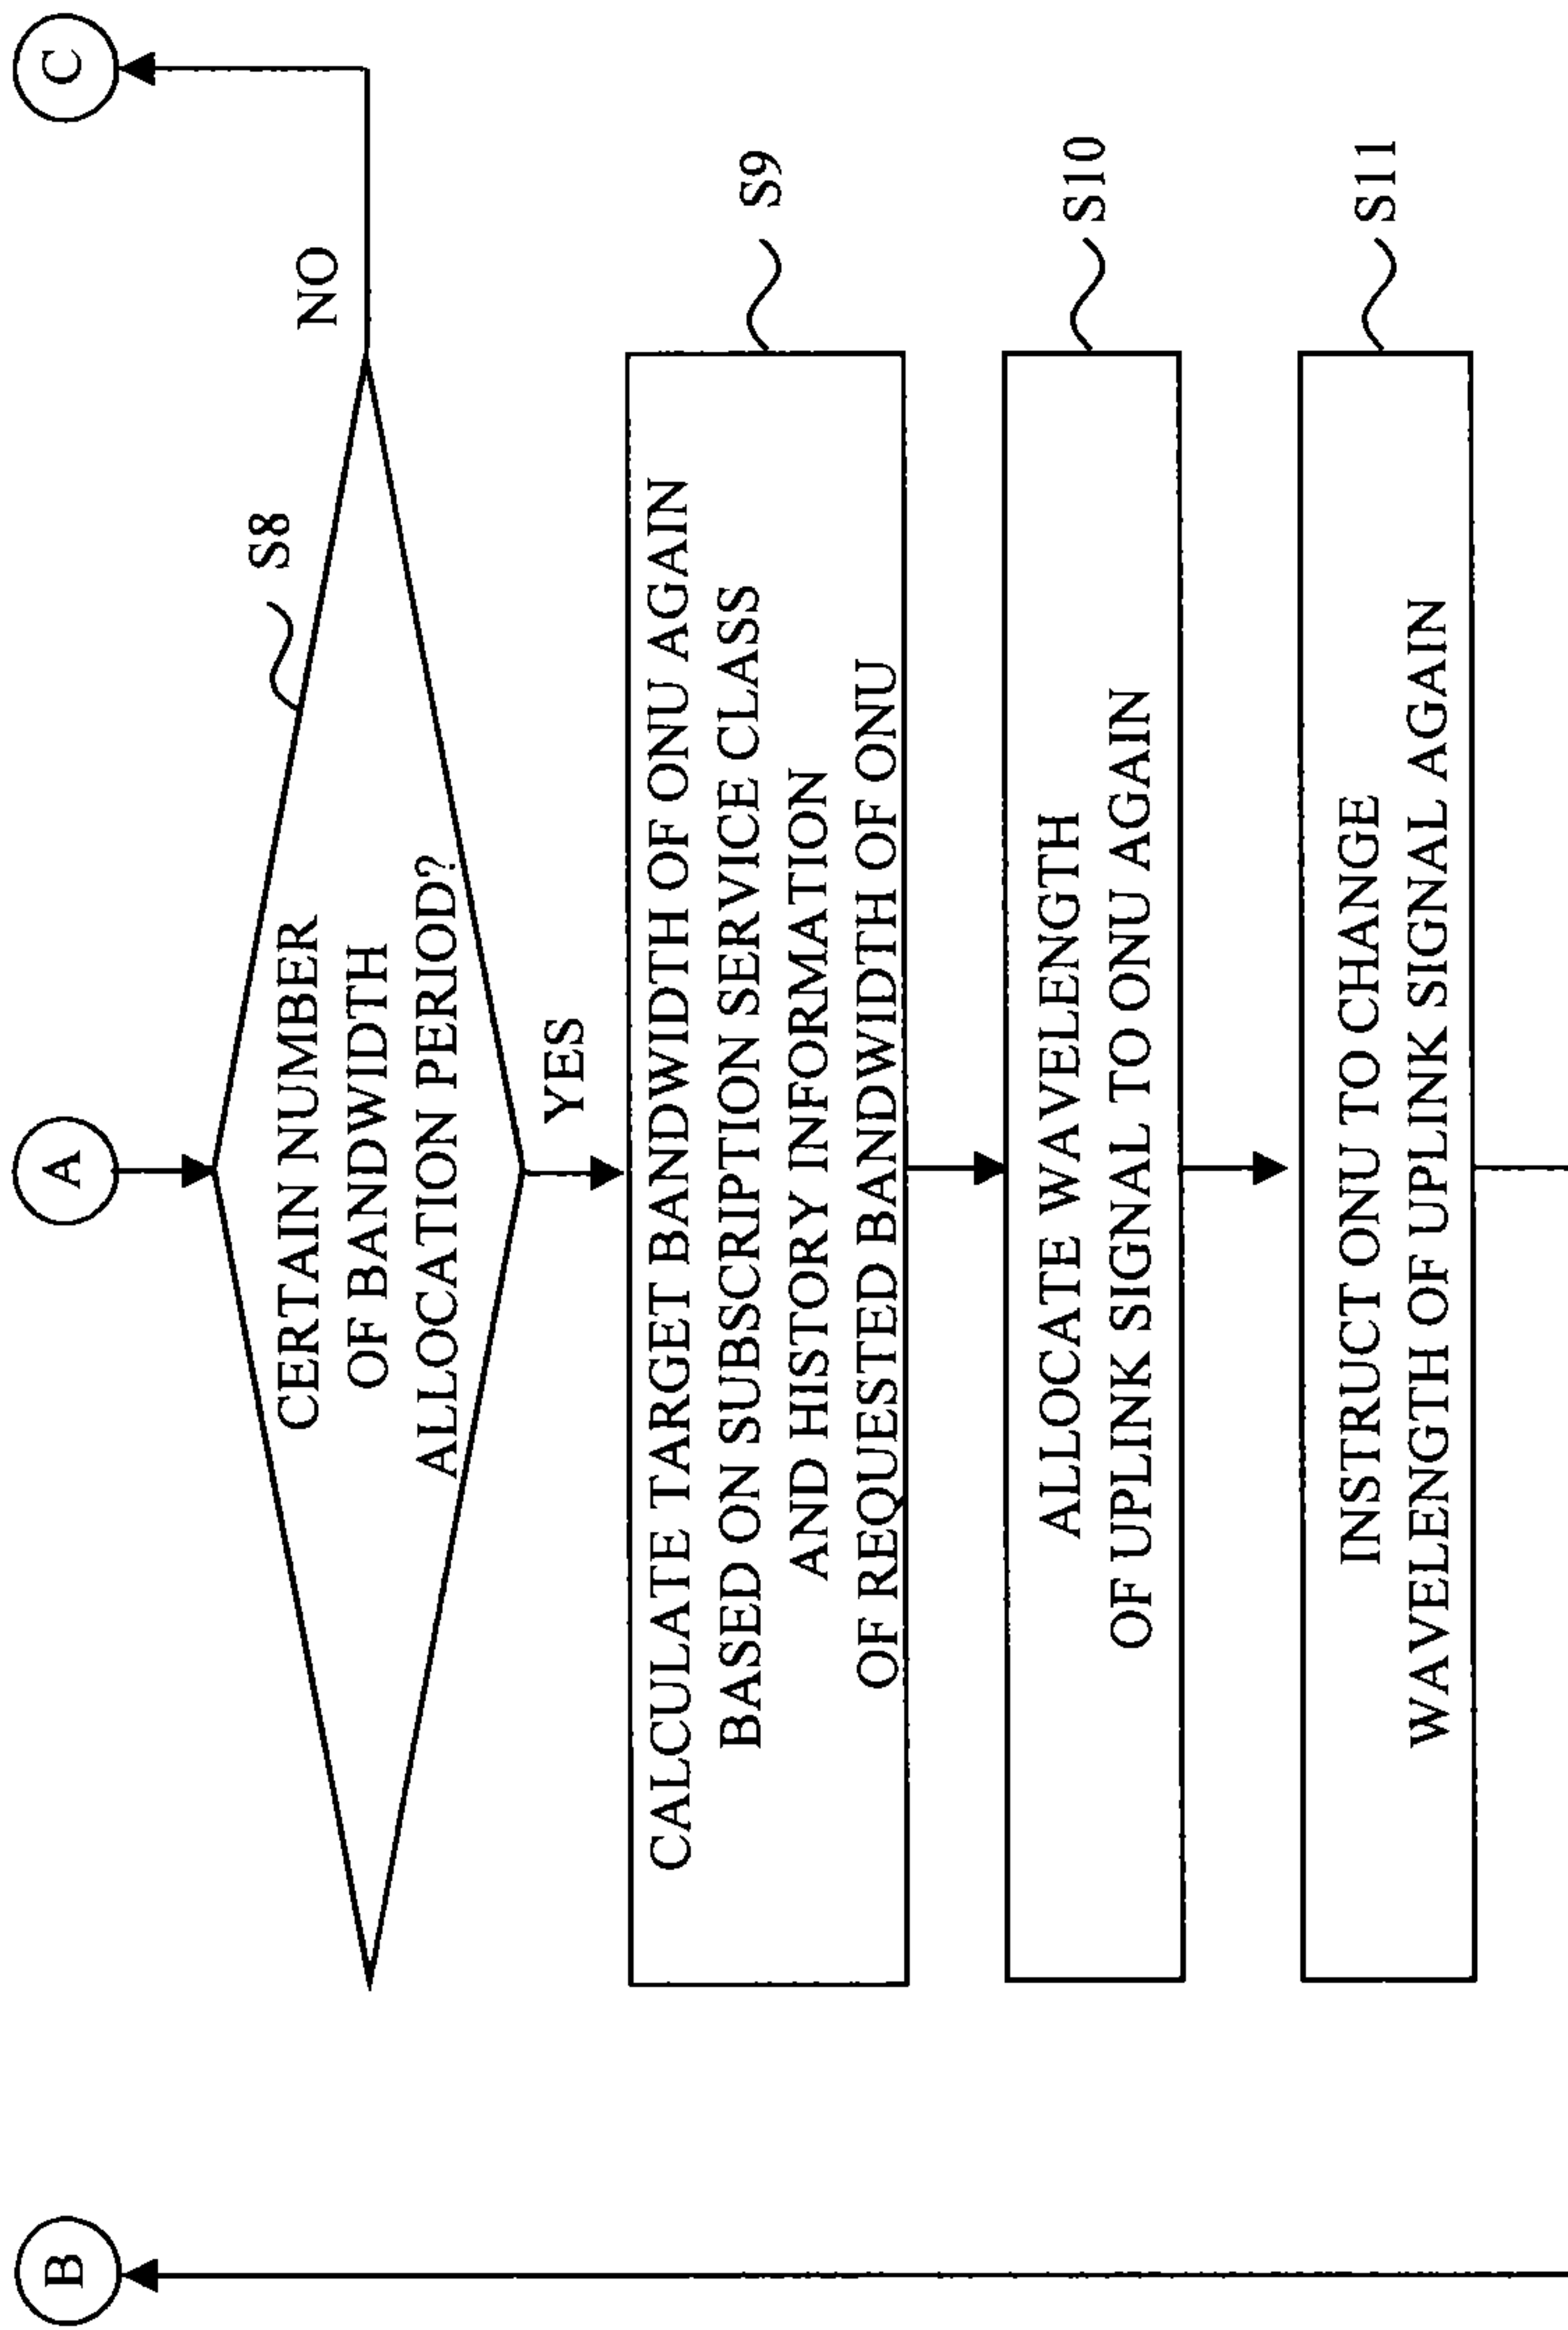 A
B
C
S8
CERTAIN NUMBER
OF BANDWIDTH
ALLOCATION PERIOD?
NO
YES
S9
CALCULATE TARGET BANDWIDTH OF ONU AGAIN
BASED ON SUBSCRIPTION SERVICE CLASS
AND HISTORY INFORMATION
OF REQUESTED BANDWIDTH OF ONU
S10
ALLOCATE WAVELENGTH
OF UPLINK SIGNAL TO ONU AGAIN
S11
INSTRUCT ONU TO CHANGE
WAVELENGTH OF UPLINK SIGNAL AGAIN